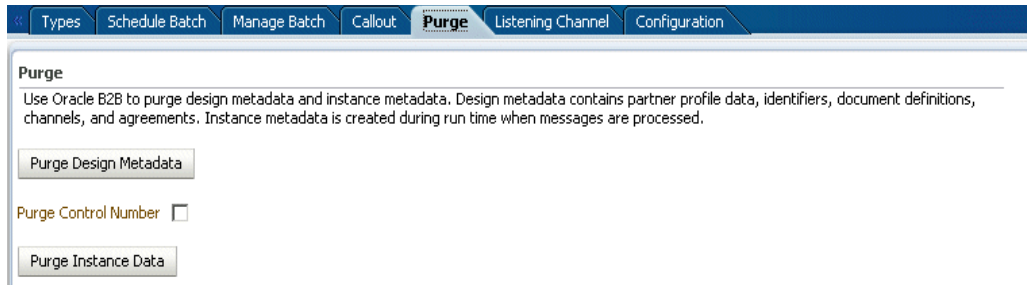 Types Schedule Batch Manage Batch Callout Purge Listening Channel Configuration
Purge
Use Oracle B2B to purge design metadata and instance metadata. Design metadata contains partner profile data, identifiers, document definitions,
channels, and agreements. Instance metadata is created during run time when messages are processed.
Purge Design Metadata
Purge Control Number
Purge Instance Data